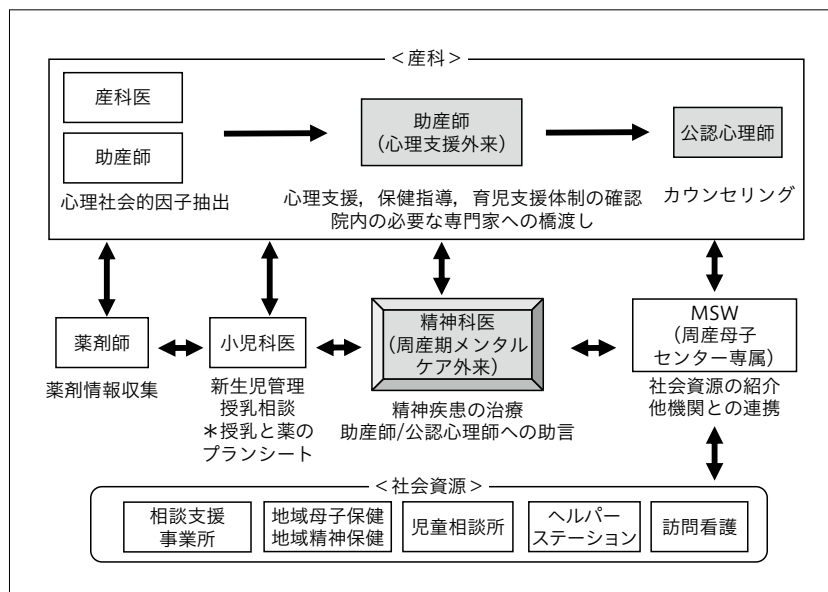 ＜産科＞
産科医
助産師
心理社会的因子抽出
助産師
（心理支援外来）
心理支援，保健指導，育児支援体制の確認
院内の必要な専門家への橋渡し
公認心理師
カウンセリング
薬剤師
薬剤情報収集
小児科医
新生児管理
授乳相談
＊授乳と薬の
プランシート
精神科医
（周産期メンタル
ケア外来）
精神疾患の治療
助産師/公認心理師への助言
MSW
（周産母子
センター専属）
社会資源の紹介
他機関との連携
＜社会資源＞
相談支援
事業所
地域母子保健
地域精神保健
児童相談所
ヘルパー
ステーション
訪問看護